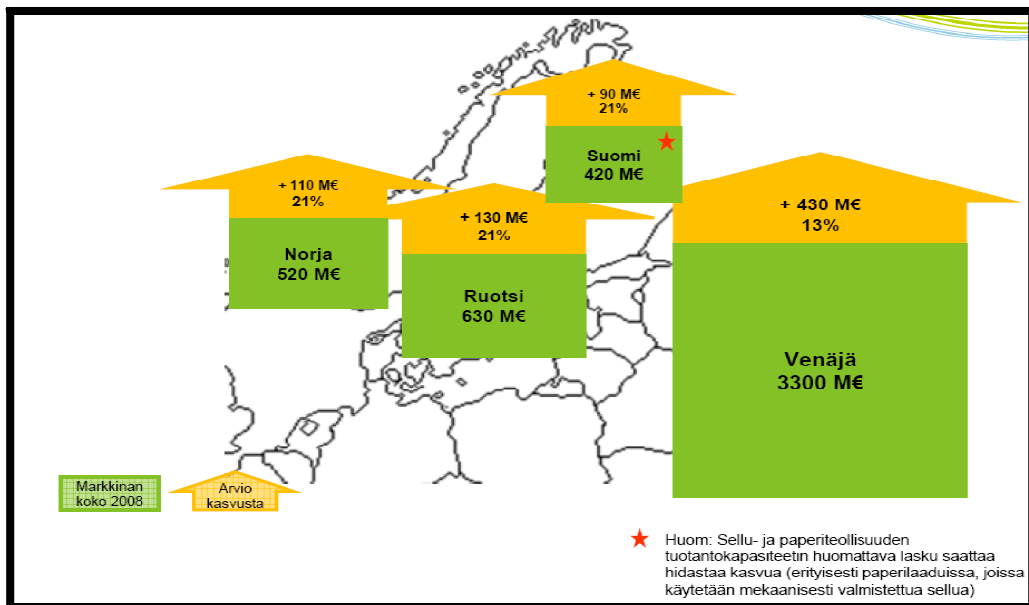 + 90 M€
21%
Suomi
420 M€
+ 110 M€
21%
Norja
520 M€
+ 130 M€
21%
Ruotsi
630 M€
+ 430 M€
13%
Venäjä
3300 M€
Markkinan
koko 2008
Arvio
kasvusta
Huom: Sellu- ja paperiteollisuuden
tuotantokapasiteetin huomattava lasku saattaa
hidastaa kasvua (erityisesti paperilaaduissa, joissa
käytetään mekaanisesti valmistettua sellua)